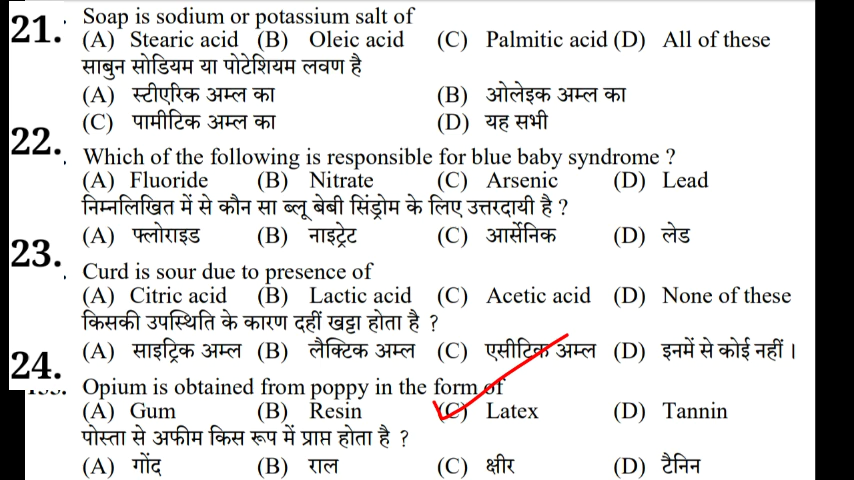 21. Soap is sodium or potassium salt of
(A) Stearic acid (B) Oleic acid (C) Palmitic acid (D) All of these
साबुन सोडियम या पोटेशियम लवण है
(A) स्टीएरिक अम्ल का (B) ओलेइक अम्ल का
(C) पामीटिक अम्ल का (D) यह सभी
22. Which of the following is responsible for blue baby syndrome ?
(A) Fluoride (B) Nitrate (C) Arsenic (D) Lead
निम्नलिखित में से कौन सा ब्लू बेबी सिंड्रोम के लिए उत्तरदायी है ?
(A) फ्लोराइड (B) नाइट्रेट (C) आर्सेनिक (D) लेड
23. Curd is sour due to presence of
(A) Citric acid (B) Lactic acid (C) Acetic acid (D) None of these
किसकी उपस्थिति के कारण दहीं खट्टा होता है ?
(A) साइट्रिक अम्ल (B) लैक्टिक अम्ल (C) एसीटिक अम्ल (D) इनमें से कोई नहीं ।
24. Opium is obtained from poppy in the form of
(A) Gum (B) Resin (C) Latex (D) Tannin
पोस्ता से अफीम किस रूप में प्राप्त होता है ?
(A) गोंद (B) राल (C) क्षीर (D) टैनिन